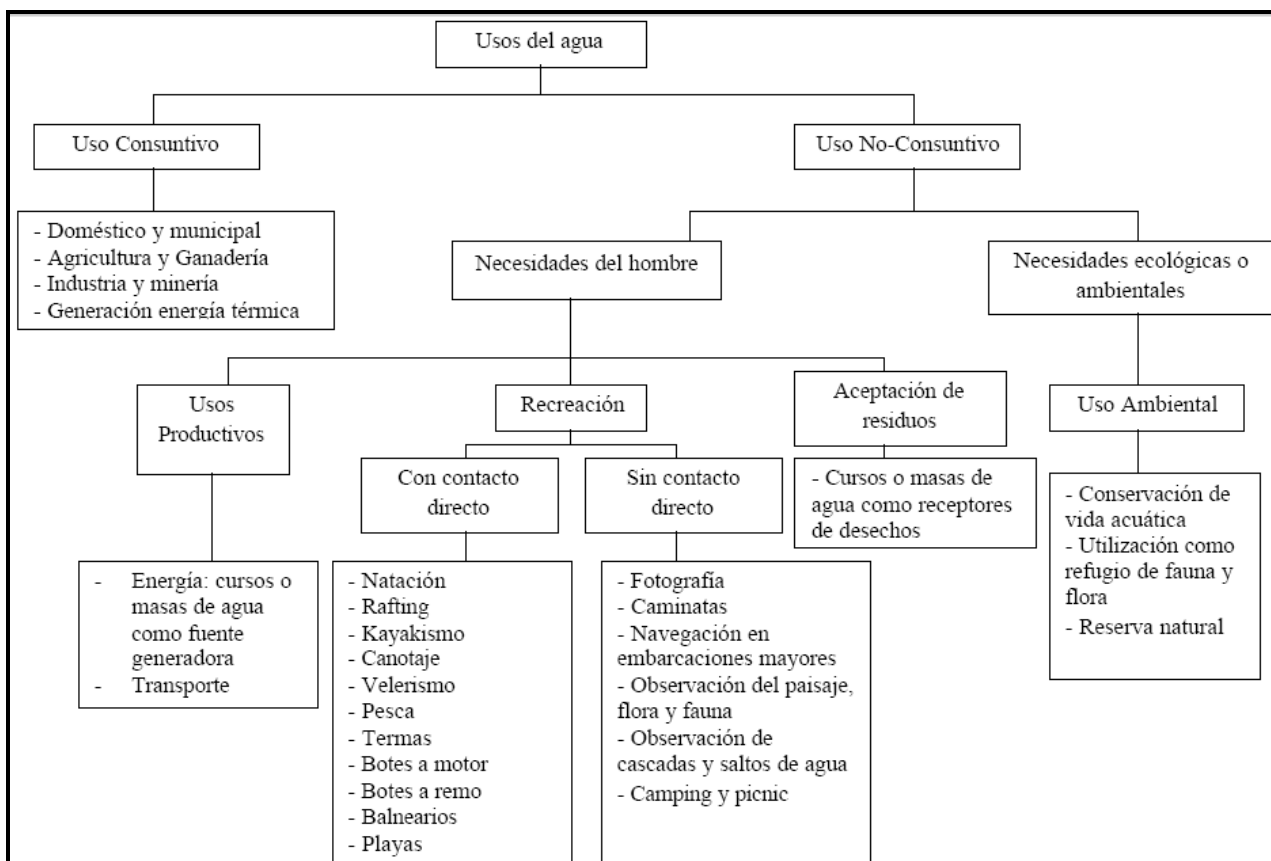 Usos del agua
Uso Consuntivo
Uso No-Consuntivo
- Doméstico y municipal
- Agricultura y Ganadería
- Industria y minería
- Generación energía térmica
Necesidades del hombre
Necesidades ecológicas o
ambientales
Usos
Productivos
Recreación
Aceptación de
residuos
Uso Ambiental
Con contacto
directo
Sin contacto
directo
- Cursos o masas de
agua como receptores
de desechos
- Conservación de
vida acuática
- Utilización como
refugio de fauna y
flora
- Reserva natural
- Energía: cursos o
masas de agua
como fuente
generadora
- Transporte
- Natación
- Rafting
- Kayakismo
- Canotaje
- Velerismo
- Pesca
- Termas
- Botes a motor
- Botes a remo
- Balnearios
- Playas
- Fotografía
- Caminatas
- Navegación en
embarcaciones mayores
- Observación del paisaje,
flora y fauna
- Observación de
cascadas y saltos de agua
- Camping y picnic